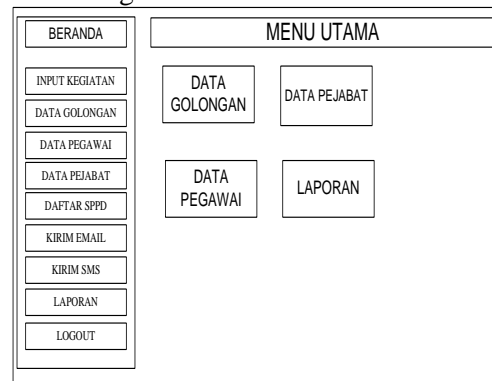 BERANDA
INPUT KEGIATAN
DATA GOLONGAN
DATA PEGAWAI
DATA PEJABAT
DAFTAR SPPD
KIRIM EMAIL
KIRIM SMS
LAPORAN
LOGOUT
MENU UTAMA
DATA
GOLONGAN
DATA PEJABAT
DATA
PEGAWAI
LAPORAN